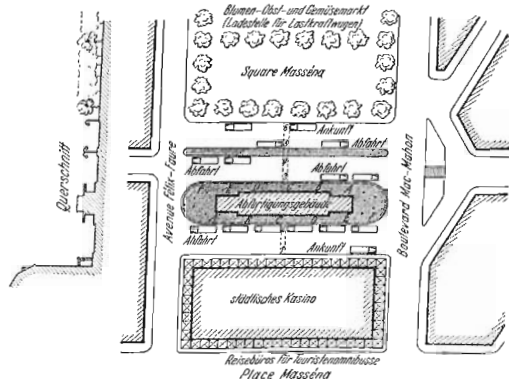 Blumen-Obst-und Gemüsemarkt
(Ladestelle für Lastkraftwagen)
Square Masséna
Ankunft
Abfahrt
Abfahrt
Abfahrt
Querschnitt
Avenue Félix-Faure
Boulevard Mac-Mahon
Abfertigungsgebäude
Abfahrt
Ankunft
städtisches Kasino
Reisebüros für Touristenomnibusse
Place Masséna